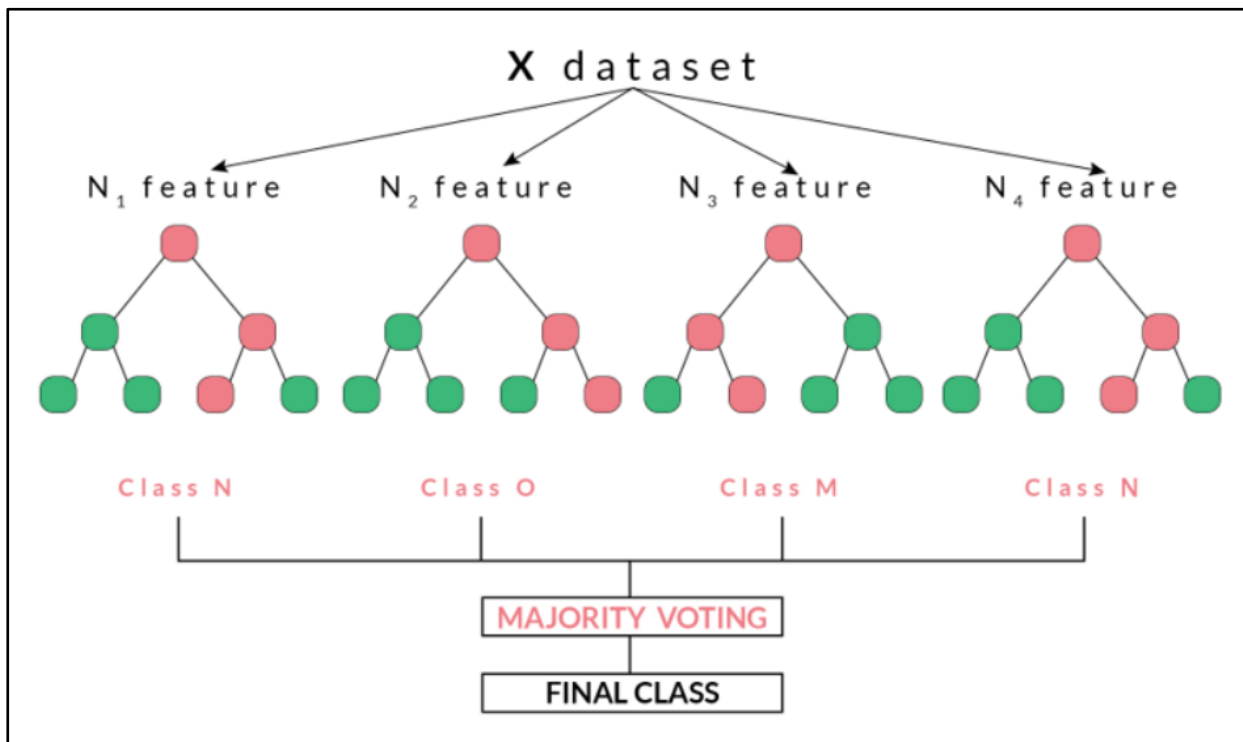 X dataset
N₁ feature N₂ feature N₃ feature N₄ feature
Class N Class O Class M Class N
MAJORITY VOTING
FINAL CLASS